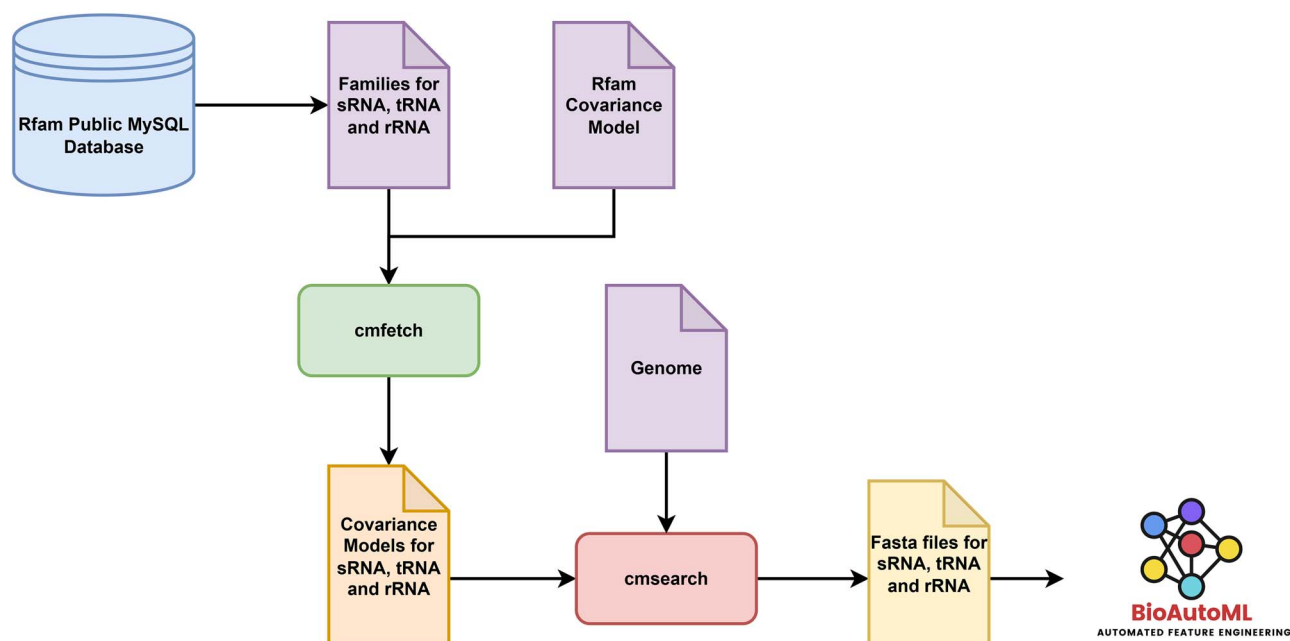 Rfam Public MySQL
Database
Families for
sRNA, tRNA
and rRNA
Rfam
Covariance
Model
cmfetch
Genome
Covariance
Models for
sRNA, tRNA
and rRNA
cmsearch
Fasta files for
sRNA, tRNA
and rRNA
BioAutoML
AUTOMATED FEATURE ENGINEERING